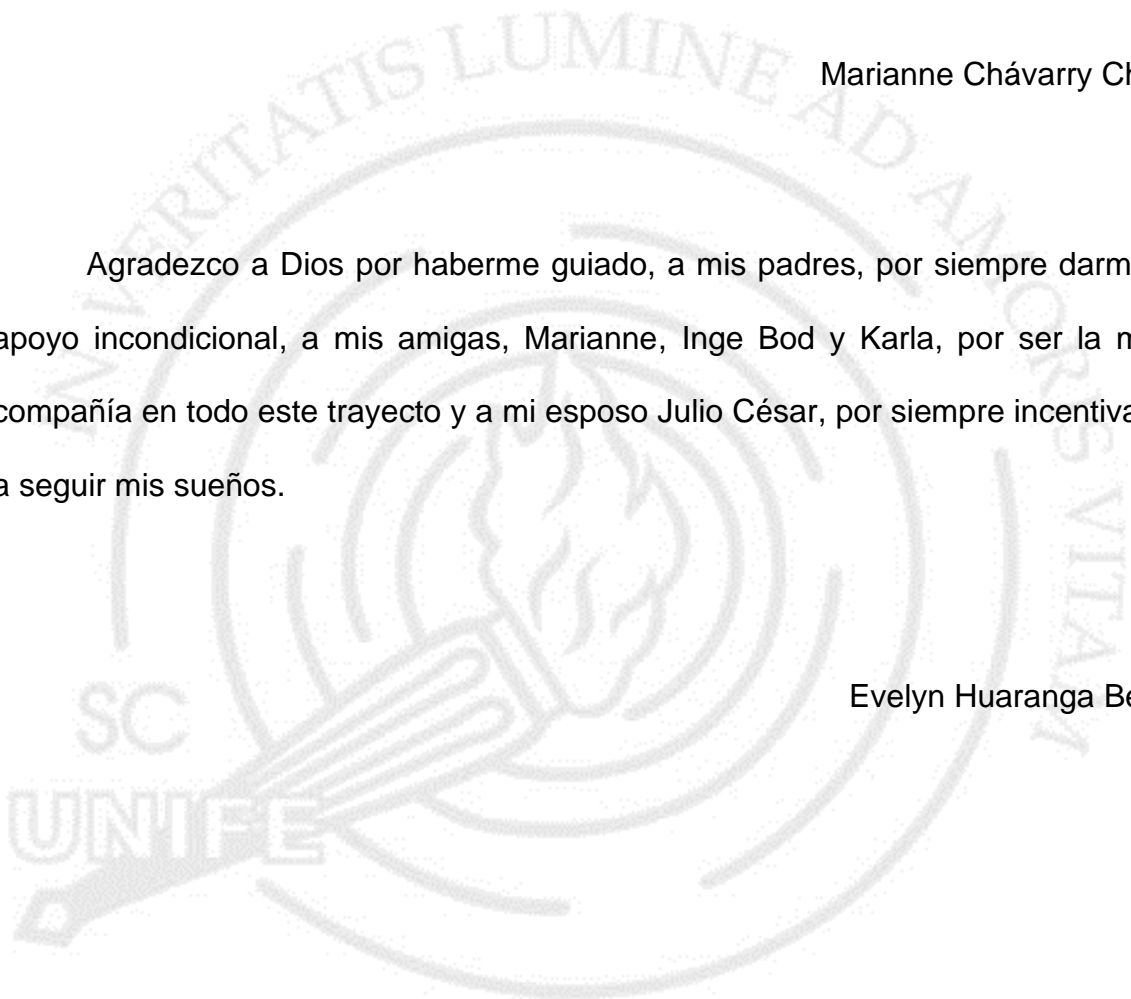 Marianne Chávarry Ch
Agradezco a Dios por haberme guiado, a mis padres, por siempre darm
apoyo incondicional, a mis amigas, Marianne, Inge Bod y Karla, por ser la m
compañía en todo este trayecto y a mi esposo Julio César, por siempre incentiva
a seguir mis sueños.
Evelyn Huaranga Be
IN VERITATIS LUMINE AD AMORIS VITAM
SC
UNIFE